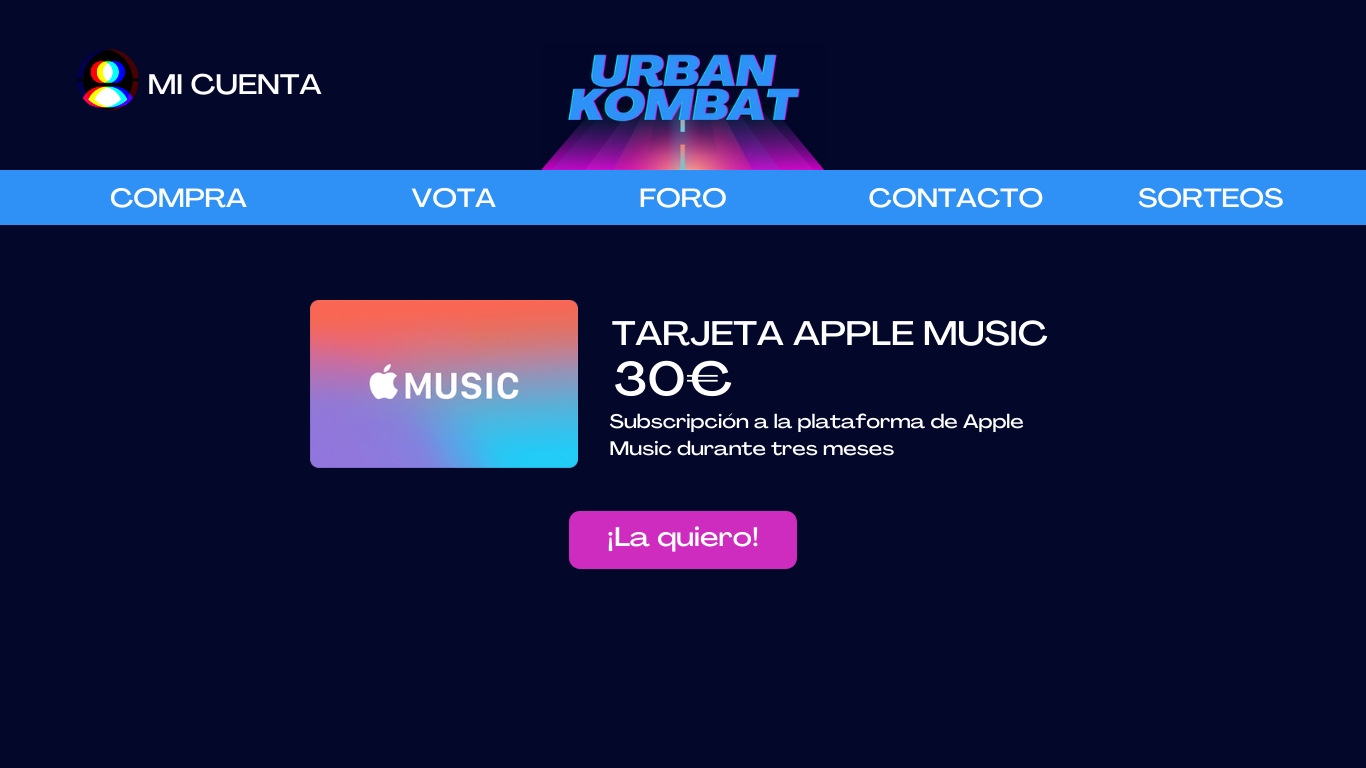 MI CUENTA
URBAN
KOMBAT
COMPRA VOTA FORO CONTACTO SORTEOS
MUSIC
TARJETA APPLE MUSIC
30€
Subscripción a la plataforma de Apple
Music durante tres meses
¡La quiero!